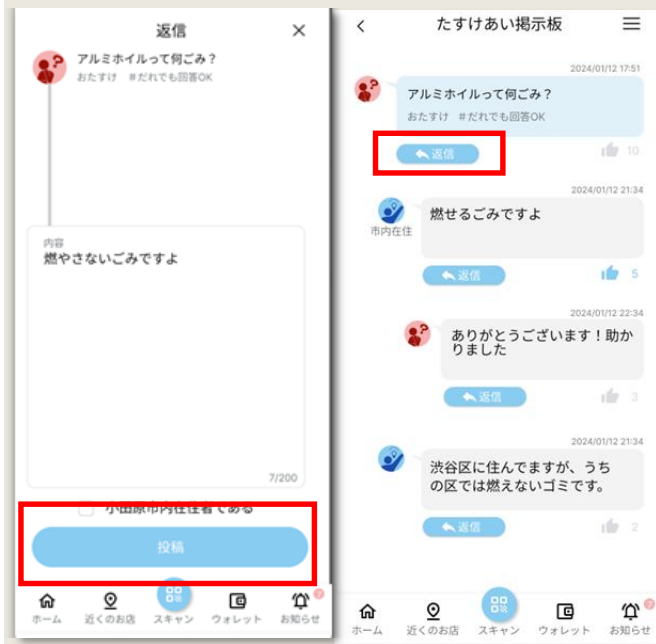 返信
アルミホイルって何ごみ？
おたすけ #だれでも回答OK
内容
燃やさないごみですよ
7/200
小田原市内在住者である
投稿
ホーム
近くのお店
スキャン
ウォレット
お知らせ
7
たすけあい掲示板
2024/01/12 17:51
アルミホイルって何ごみ？
おたすけ #だれでも回答OK
返信
10
2024/01/12 21:34
市内在住
燃せるごみですよ
返信
5
2024/01/12 22:34
ありがとうございます！助か
りました
返信
3
2024/01/12 21:34
渋谷区に住んでますが、うち
の区では燃えないゴミです。
返信
2
ホーム
近くのお店
スキャン
ウォレット
お知らせ
7